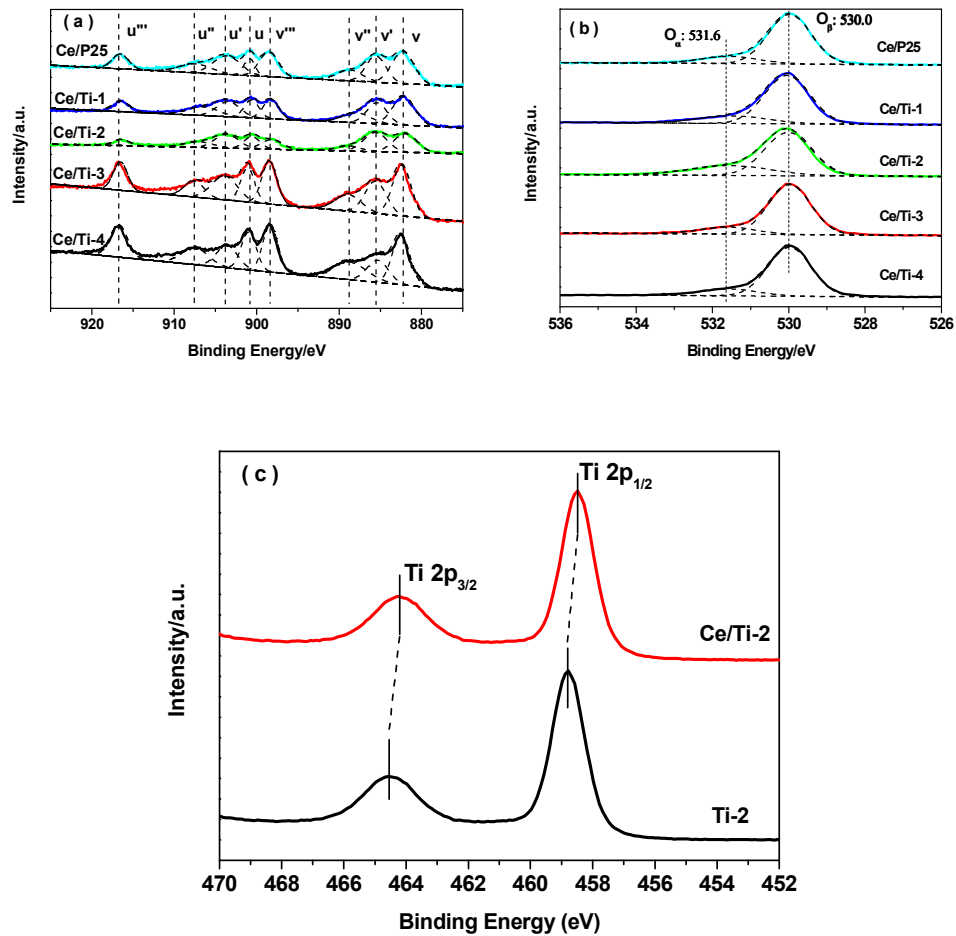 ( a )
u''' u'' u' u v''' v'' v' v
Ce/P25
Ce/Ti-1
Ce/Ti-2
Ce/Ti-3
Ce/Ti-4
Intensity/a.u.
920 910 900 890 880
Binding Energy/eV
( b )
Oβ: 530.0
Oα: 531.6
Ce/P25
Ce/Ti-1
Ce/Ti-2
Ce/Ti-3
Ce/Ti-4
Intensity/a.u.
536 534 532 530 528 526
Binding Energy/eV
( c )
Ti 2p1/2
Ti 2p3/2
Ce/Ti-2
Ti-2
Intensity/a.u.
470 468 466 464 462 460 458 456 454 452
Binding Energy (eV)